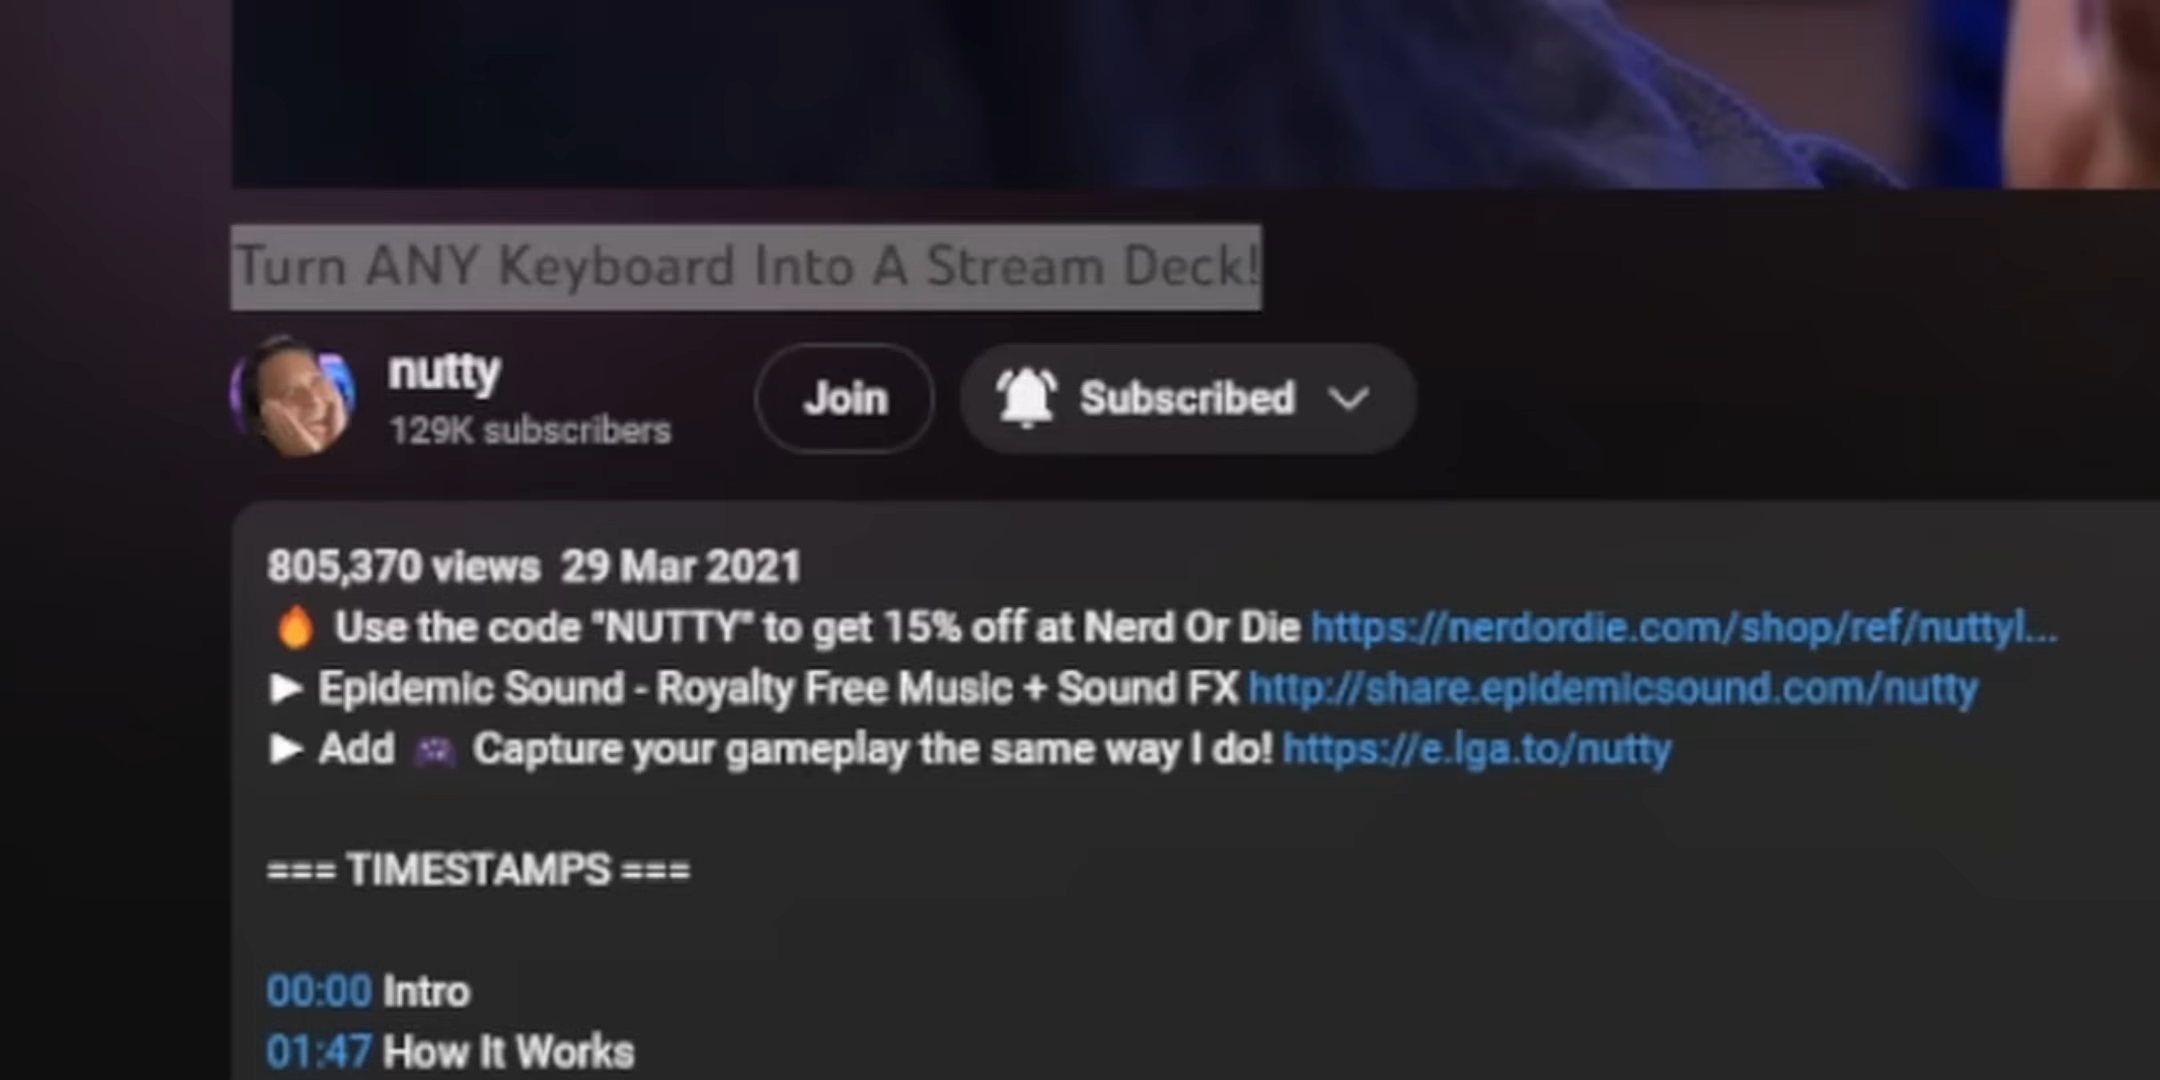 Turn ANY Keyboard Into A Stream Deck!
nutty
129K subscribers
Join
Subscribed
805,370 views 29 Mar 2021
🔥 Use the code "NUTTY" to get 15% off at Nerd Or Die https://nerdordie.com/shop/ref/nuttyl...
▶ Epidemic Sound - Royalty Free Music + Sound FX http://share.epidemicsound.com/nutty
▶ Add 🎮 Capture your gameplay the same way I do! https://e.lga.to/nutty
=== TIMESTAMPS ===
00:00 Intro
01:47 How It Works